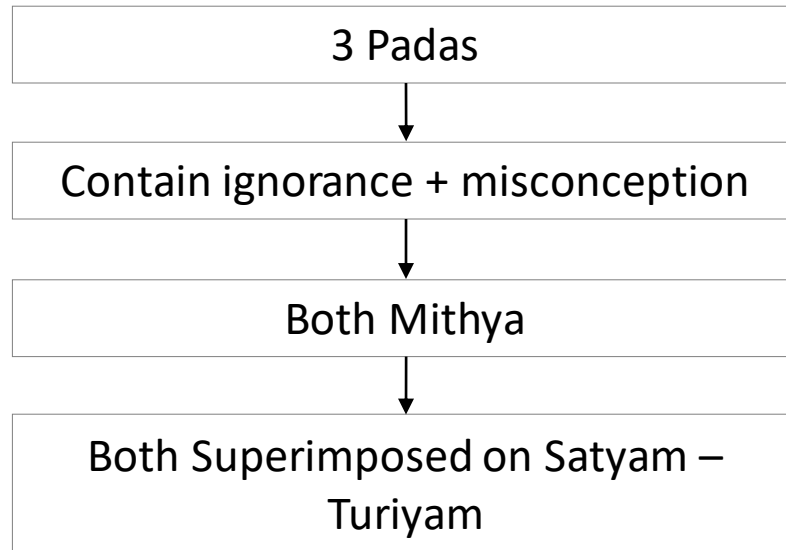 3 Padas
Contain ignorance + misconception
Both Mithya
Both Superimposed on Satyam –
Turiyam